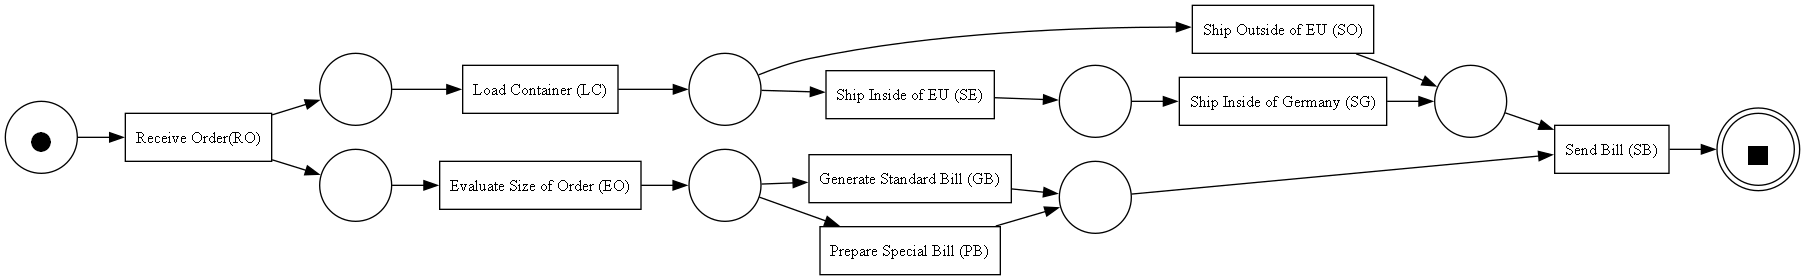 Ship Outside of EU (SO)
Load Container (LC)
Ship Inside of EU (SE)
Ship Inside of Germany (SG)
Receive Order(RO)
Send Bill (SB)
Evaluate Size of Order (EO)
Generate Standard Bill (GB)
Prepare Special Bill (PB)